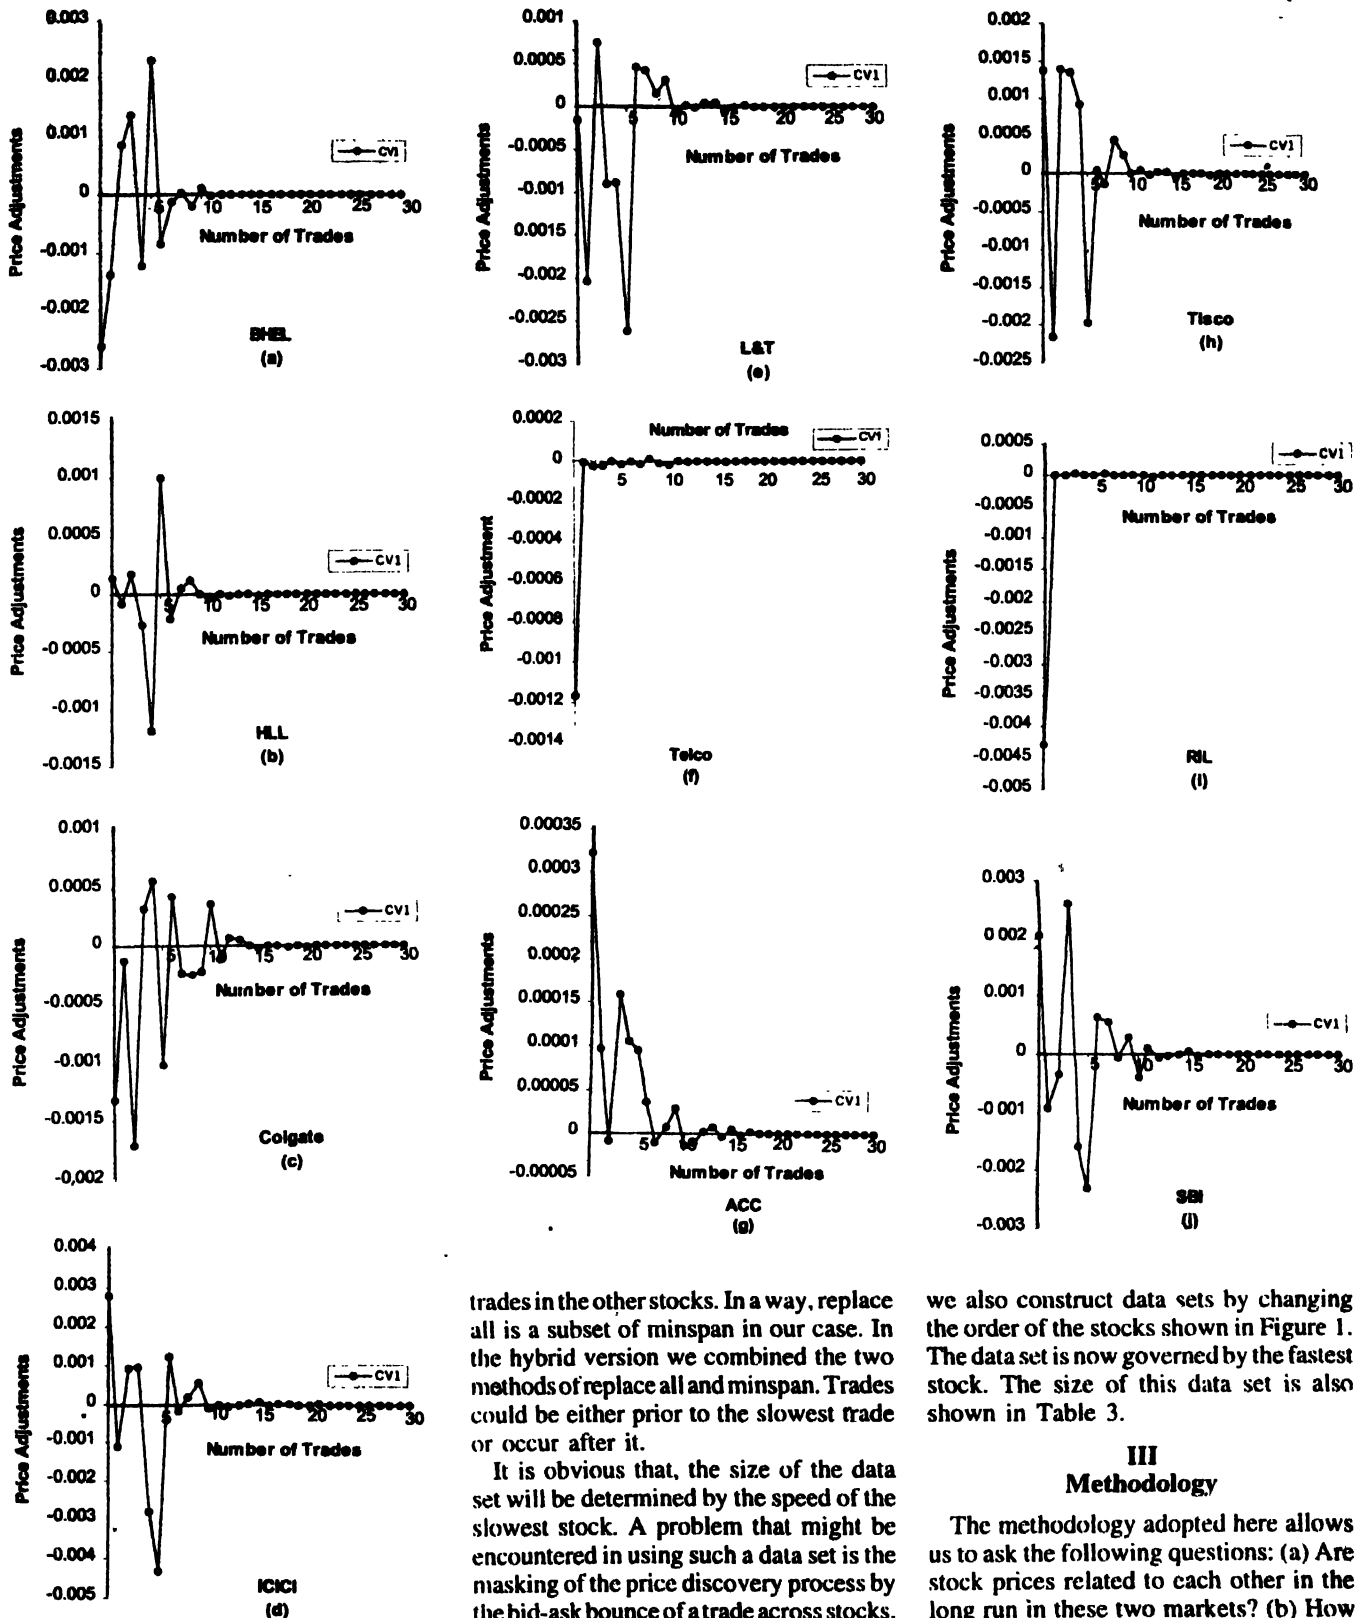 0.003
0.002
0.001
0
-0.001
-0.002
-0.003
Price Adjustments
CV1
5
10
15
20
25
30
Number of Trades
BHEL
(a)
0.0015
0.001
0.0005
0
-0 0005
-0.001
-0.0015
Price Adjustments
CV1
5
10
15
20
25
30
Number of Trades
HLL
(b)
0.001
0.0005
0
-0.0005
-0.001
-0.0015
-0,002
Price Adjustments
CV1
5
10
15
20
25
30
Number of Trades
Colgate
(c)
0.004
0.003
0.002
0.001
0
-0.001
-0.002
-0.003
-0.004
-0.005
Price Adjustments
CV1
5
10
15
20
25
30
Number of Trades
ICICI
(d)
0.001
0.0005
0
-0.0005
-0.001
0.0015
-0.002
-0.0025
-0.003
Price Adjustments
CV1
5
10
15
20
25
30
Number of Trades
L&T
(e)
0.0002
0
-0.0002
-0.0004
-0.0006
-0.0008
-0.001
-0.0012
-0.0014
Price Adjustment
Number of Trades
CV1
5
10
15
20
25
30
Telco
(f)
0.00035
0.0003
0.00025
0.0002
0.00015
0.0001
0.00005
0
-0.00005
Price Adjustments
CV1
5
10
15
20
25
30
Number of Trades
ACC
(g)
trades in the other stocks. In a way, replace
all is a subset of minspan in our case. In
the hybrid version we combined the two
methods of replace all and minspan. Trades
could be either prior to the slowest trade
or occur after it.
It is obvious that, the size of the data
set will be determined by the speed of the
slowest stock. A problem that might be
encountered in using such a data set is the
masking of the price discovery process by
the bid-ask bounce of a trade across stocks.
0.002
0.0015
0.001
0.0005
0
-0.0005
-0.001
-0.0015
-0.002
-0.0025
Price Adjustments
CV1
5
10
15
20
25
30
Number of Trades
Tisco
(h)
0.0005
0
-0.0005
-0.001
-0.0015
-0.002
-0.0025
-0.003
-0.0035
-0.004
-0.0045
-0.005
Price Adjustments
CV1
5
10
15
20
25
30
Number of Trades
RIL
(i)
0.003
0.002
0.001
0
-0 001
-0.002
-0.003
Price Adjustments
CV1
5
10
15
20
25
30
Number of Trades
SBI
(j)
we also construct data sets by changing
the order of the stocks shown in Figure 1.
The data set is now governed by the fastest
stock. The size of this data set is also
shown in Table 3.
III
Methodology
The methodology adopted here allows
us to ask the following questions: (a) Are
stock prices related to each other in the
long run in these two markets? (b) How